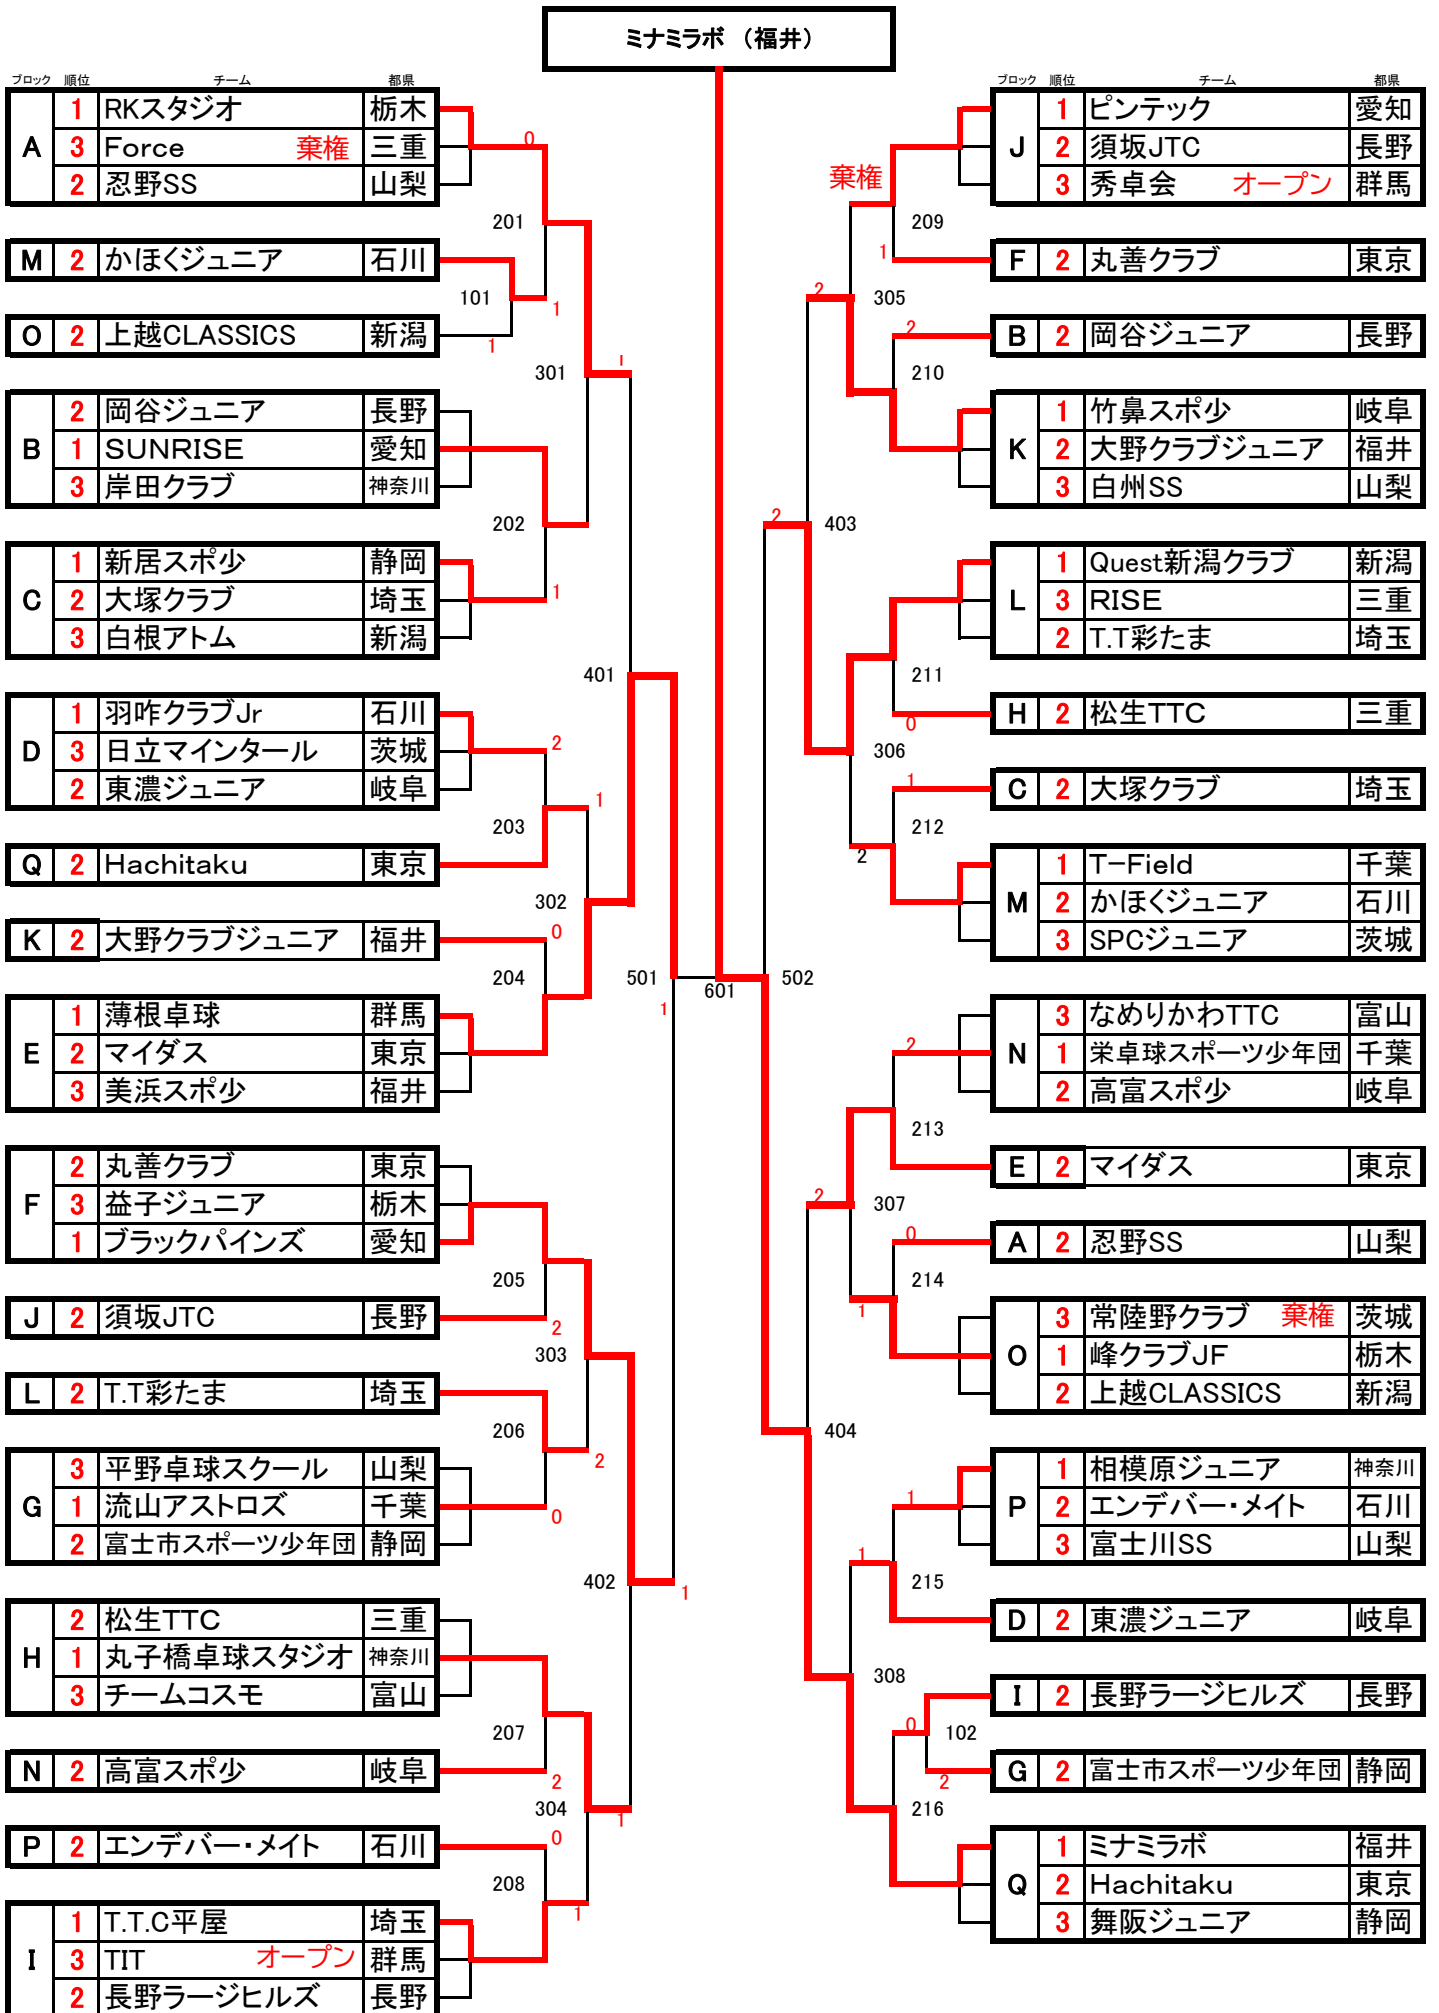 ミナミラボ （福井）
ブロック 順位 チーム 都県
A
1 RKスタジオ 栃木
3 Force 棄権 三重
2 忍野SS 山梨
M 2 かほくジュニア 石川
O 2 上越CLASSICS 新潟
B
2 岡谷ジュニア 長野
1 SUNRISE 愛知
3 岸田クラブ 神奈川
C
1 新居スポ少 静岡
2 大塚クラブ 埼玉
3 白根アトム 新潟
D
1 羽咋クラブJr 石川
3 日立マインタール 茨城
2 東濃ジュニア 岐阜
Q 2 Hachitaku 東京
K 2 大野クラブジュニア 福井
E
1 薄根卓球 群馬
2 マイダス 東京
3 美浜スポ少 福井
F
2 丸善クラブ 東京
3 益子ジュニア 栃木
1 ブラックパインズ 愛知
J 2 須坂JTC 長野
L 2 T.T彩たま 埼玉
G
3 平野卓球スクール 山梨
1 流山アストロズ 千葉
2 富士市スポーツ少年団 静岡
H
2 松生TTC 三重
1 丸子橋卓球スタジオ 神奈川
3 チームコスモ 富山
N 2 高富スポ少 岐阜
P 2 エンデバー・メイト 石川
I
1 T.T.C平屋 埼玉
3 TIT オープン 群馬
2 長野ラージヒルズ 長野
0
201
101
1
1
301
1
202
1
401
2
1
203
302
0
204
501
1
601
205
2
303
206
2
0
402
1
207
2
304
1
0
208
1
ブロック 順位 チーム 都県
J
1 ピンテック 愛知
2 須坂JTC 長野
3 秀卓会 オープン 群馬
F 2 丸善クラブ 東京
B 2 岡谷ジュニア 長野
K
1 竹鼻スポ少 岐阜
2 大野クラブジュニア 福井
3 白州SS 山梨
L
1 Quest新潟クラブ 新潟
3 RISE 三重
2 T.T彩たま 埼玉
H 2 松生TTC 三重
C 2 大塚クラブ 埼玉
M
1 T-Field 千葉
2 かほくジュニア 石川
3 SPCジュニア 茨城
N
3 なめりかわTTC 富山
1 栄卓球スポーツ少年団 千葉
2 高富スポ少 岐阜
E 2 マイダス 東京
A 2 忍野SS 山梨
O
3 常陸野クラブ 棄権 茨城
1 峰クラブJF 栃木
2 上越CLASSICS 新潟
P
1 相模原ジュニア 神奈川
2 エンデバー・メイト 石川
3 富士川SS 山梨
D 2 東濃ジュニア 岐阜
I 2 長野ラージヒルズ 長野
G 2 富士市スポーツ少年団 静岡
Q
1 ミナミラボ 福井
2 Hachitaku 東京
3 舞阪ジュニア 静岡
棄権
209
1
2
305
2
210
2
403
211
0
306
1
212
2
502
2
213
2
307
0
214
1
404
1
1
215
308
0
102
2
216